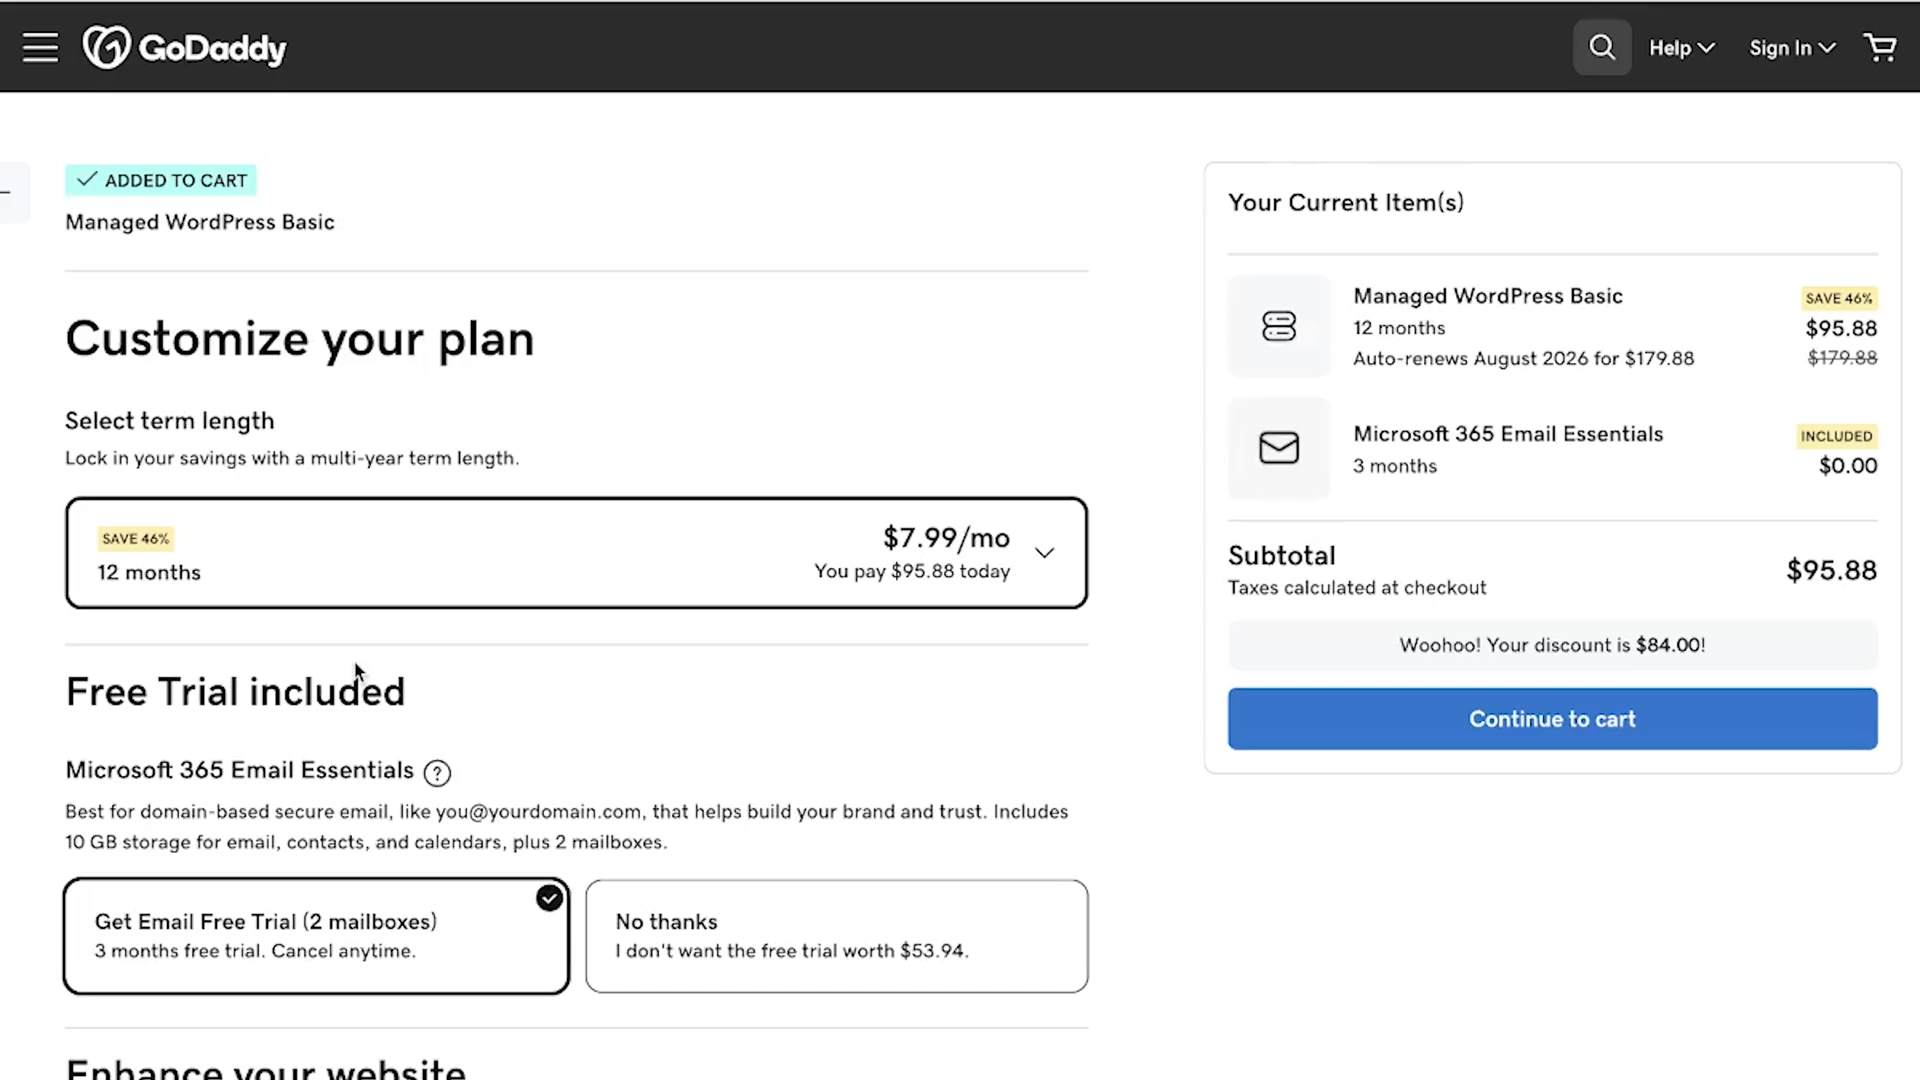 GoDaddy
Help
Sign In
ADDED TO CART
Managed WordPress Basic
Customize your plan
Select term length
Lock in your savings with a multi-year term length.
SAVE 46%
12 months
$7.99/mo
You pay $95.88 today
Free Trial included
Microsoft 365 Email Essentials ?
Best for domain-based secure email, like you@yourdomain.com, that helps build your brand and trust. Includes
10 GB storage for email, contacts, and calendars, plus 2 mailboxes.
Get Email Free Trial (2 mailboxes)
3 months free trial. Cancel anytime.
No thanks
I don't want the free trial worth $53.94.
Enhance your website
Your Current Item(s)
Managed WordPress Basic
SAVE 46%
12 months
$95.88
Auto-renews August 2026 for $179.88
$179.88
Microsoft 365 Email Essentials
INCLUDED
3 months
$0.00
Subtotal
$95.88
Taxes calculated at checkout
Woohoo! Your discount is $84.00!
Continue to cart